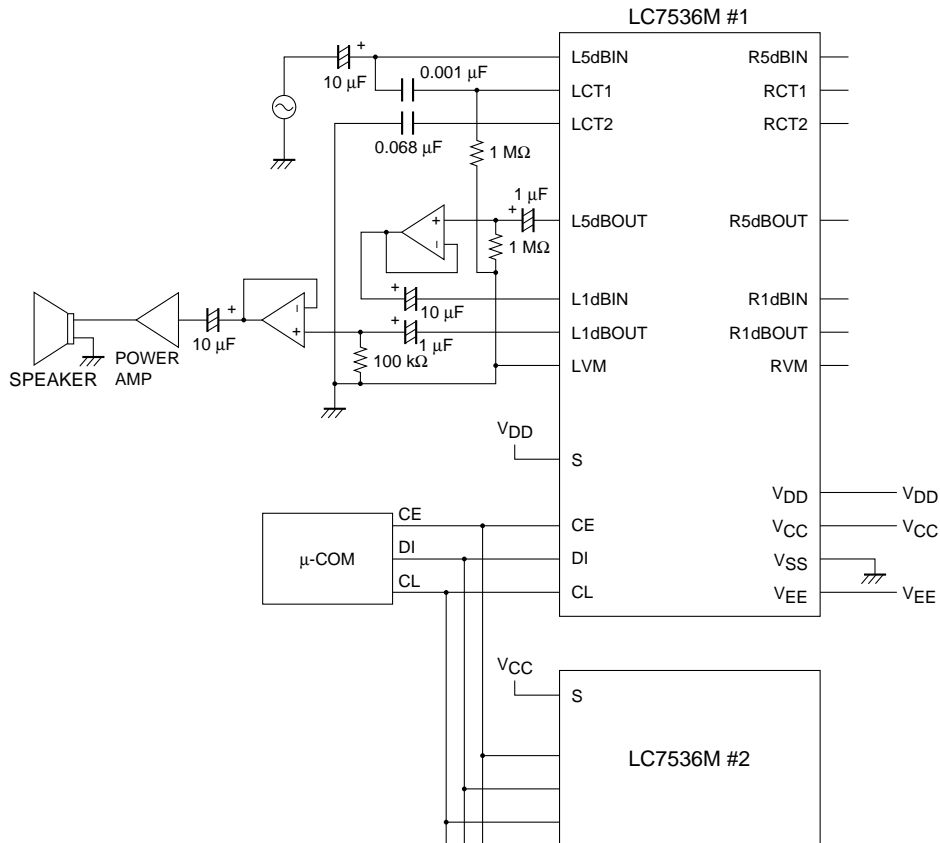 LC7536M #1
+
10 µF
0.001 µF
0.068 µF
1 MΩ
L5dBIN
R5dBIN
LCT1
RCT1
LCT2
RCT2
1 µF
+
+
−
1 MΩ
L5dBOUT
R5dBOUT
+
10 µF
L1dBIN
R1dBIN
+
1 µF
100 kΩ
L1dBOUT
R1dBOUT
LVM
RVM
−
+
+
10 µF
POWER
AMP
SPEAKER
VDD
S
VDD
VDD
µ-COM
CE
CE
VCC
VCC
DI
DI
VSS
CL
CL
VEE
VEE
VCC
S
LC7536M #2